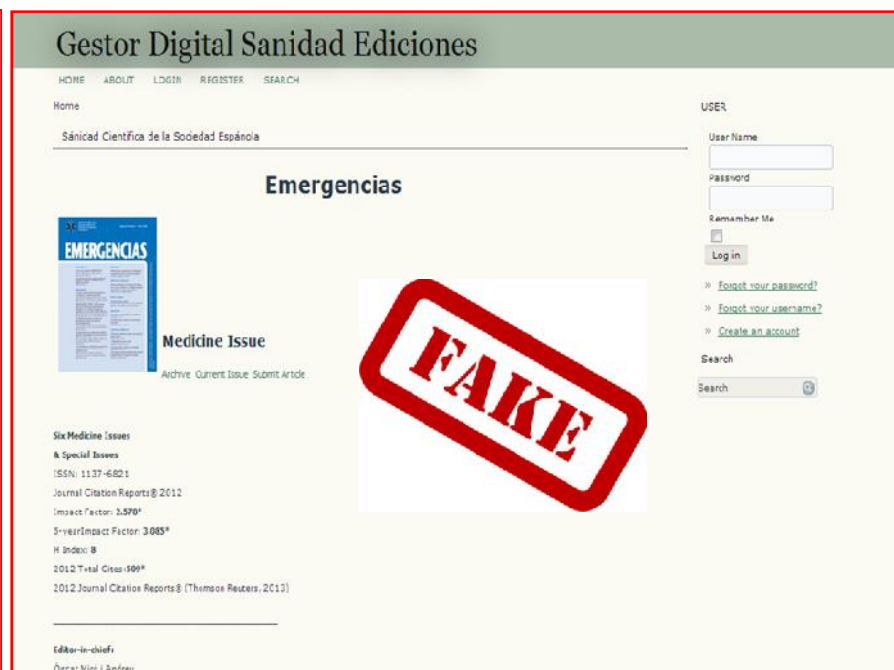 Gestor Digital Sanidad Ediciones
HOME ABOUT LOGIN REGISTER SEARCH
Home
Sánicad Científica de la Sociedad Espánola
Emergencias
EMERGENCIAS
Medicine Issue
Archive Current Issue Submit Article
FAKE
Six Medicine Issues
& Special Issues
ISSN: 1137-6821
Journal Citation Reports® 2012
Impact Factor: 2.570*
5-yearImpact Factor: 3.085*
H Index: 8
2012 Total Cites:509*
2012 Journal Citation Reports® (Thomson Reuters, 2013)
Editor-in-chief:
USER
User Name
Password
Remember Me
Log in
» Forgot your password?
» Forgot your username?
» Create an account
Search
Search